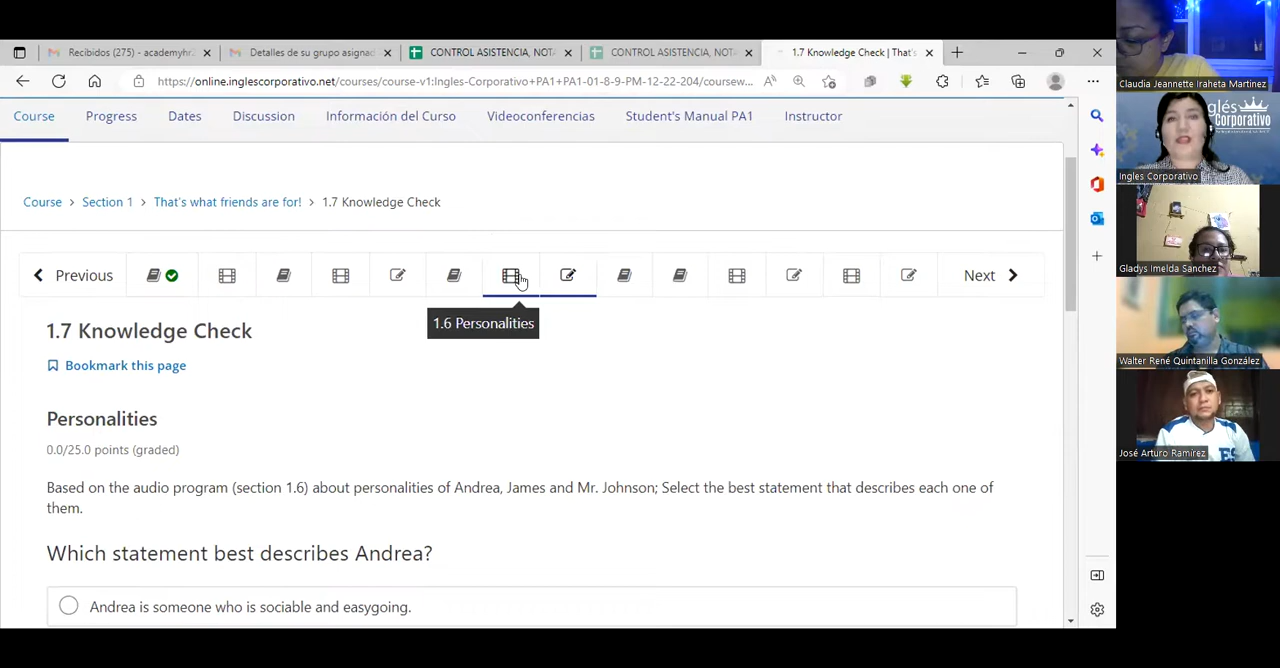 Recibidos (275) - academyhr
Detalles de su grupo asignad
CONTROL ASISTENCIA, NOTA
CONTROL ASISTENCIA, NOTA
1.7 Knowledge Check | That's
https://online.inglescorporativo.net/courses/course-v1:Ingles-Corporativo+PA1+PA1-01-8-9-PM-12-22-204/coursew...
Course
Progress
Dates
Discussion
Información del Curso
Videoconferencias
Student's Manual PA1
Instructor
Course > Section 1 > That's what friends are for! > 1.7 Knowledge Check
Previous
Next
1.6 Personalities
1.7 Knowledge Check
Bookmark this page
Personalities
0.0/25.0 points (graded)
Based on the audio program (section 1.6) about personalities of Andrea, James and Mr. Johnson; Select the best statement that describes each one of
them.
Which statement best describes Andrea?
Andrea is someone who is sociable and easygoing.
Claudia Jeannette Iraheta Martinez
glés
Corporativo
Ingles Corporativo
Gladys Imelda Sanchez
Walter René Quintanilla González
José Arturo Ramírez